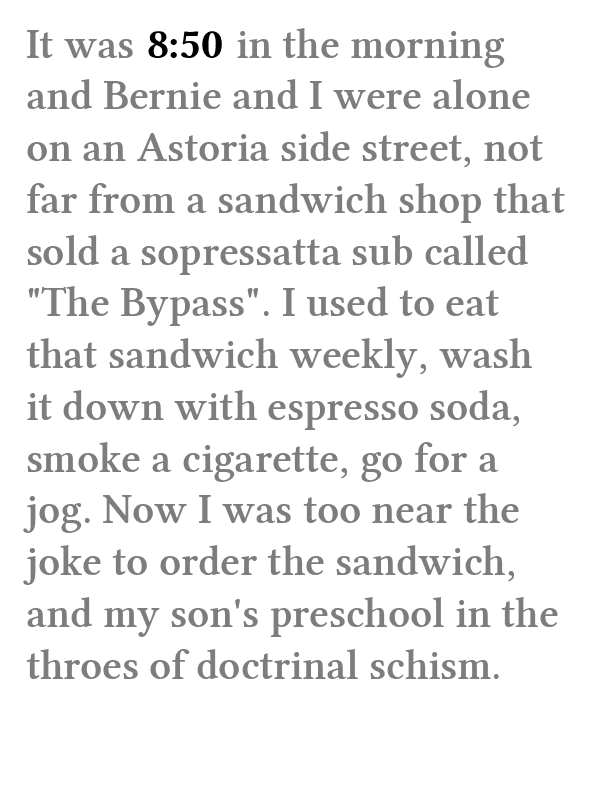 It was 8:50 in the morning
and Bernie and I were alone
on an Astoria side street, not
far from a sandwich shop that
sold a sopressatta sub called
"The Bypass". I used to eat
that sandwich weekly, wash
it down with espresso soda,
smoke a cigarette, go for a
jog. Now I was too near the
joke to order the sandwich,
and my son's preschool in the
throes of doctrinal schism.